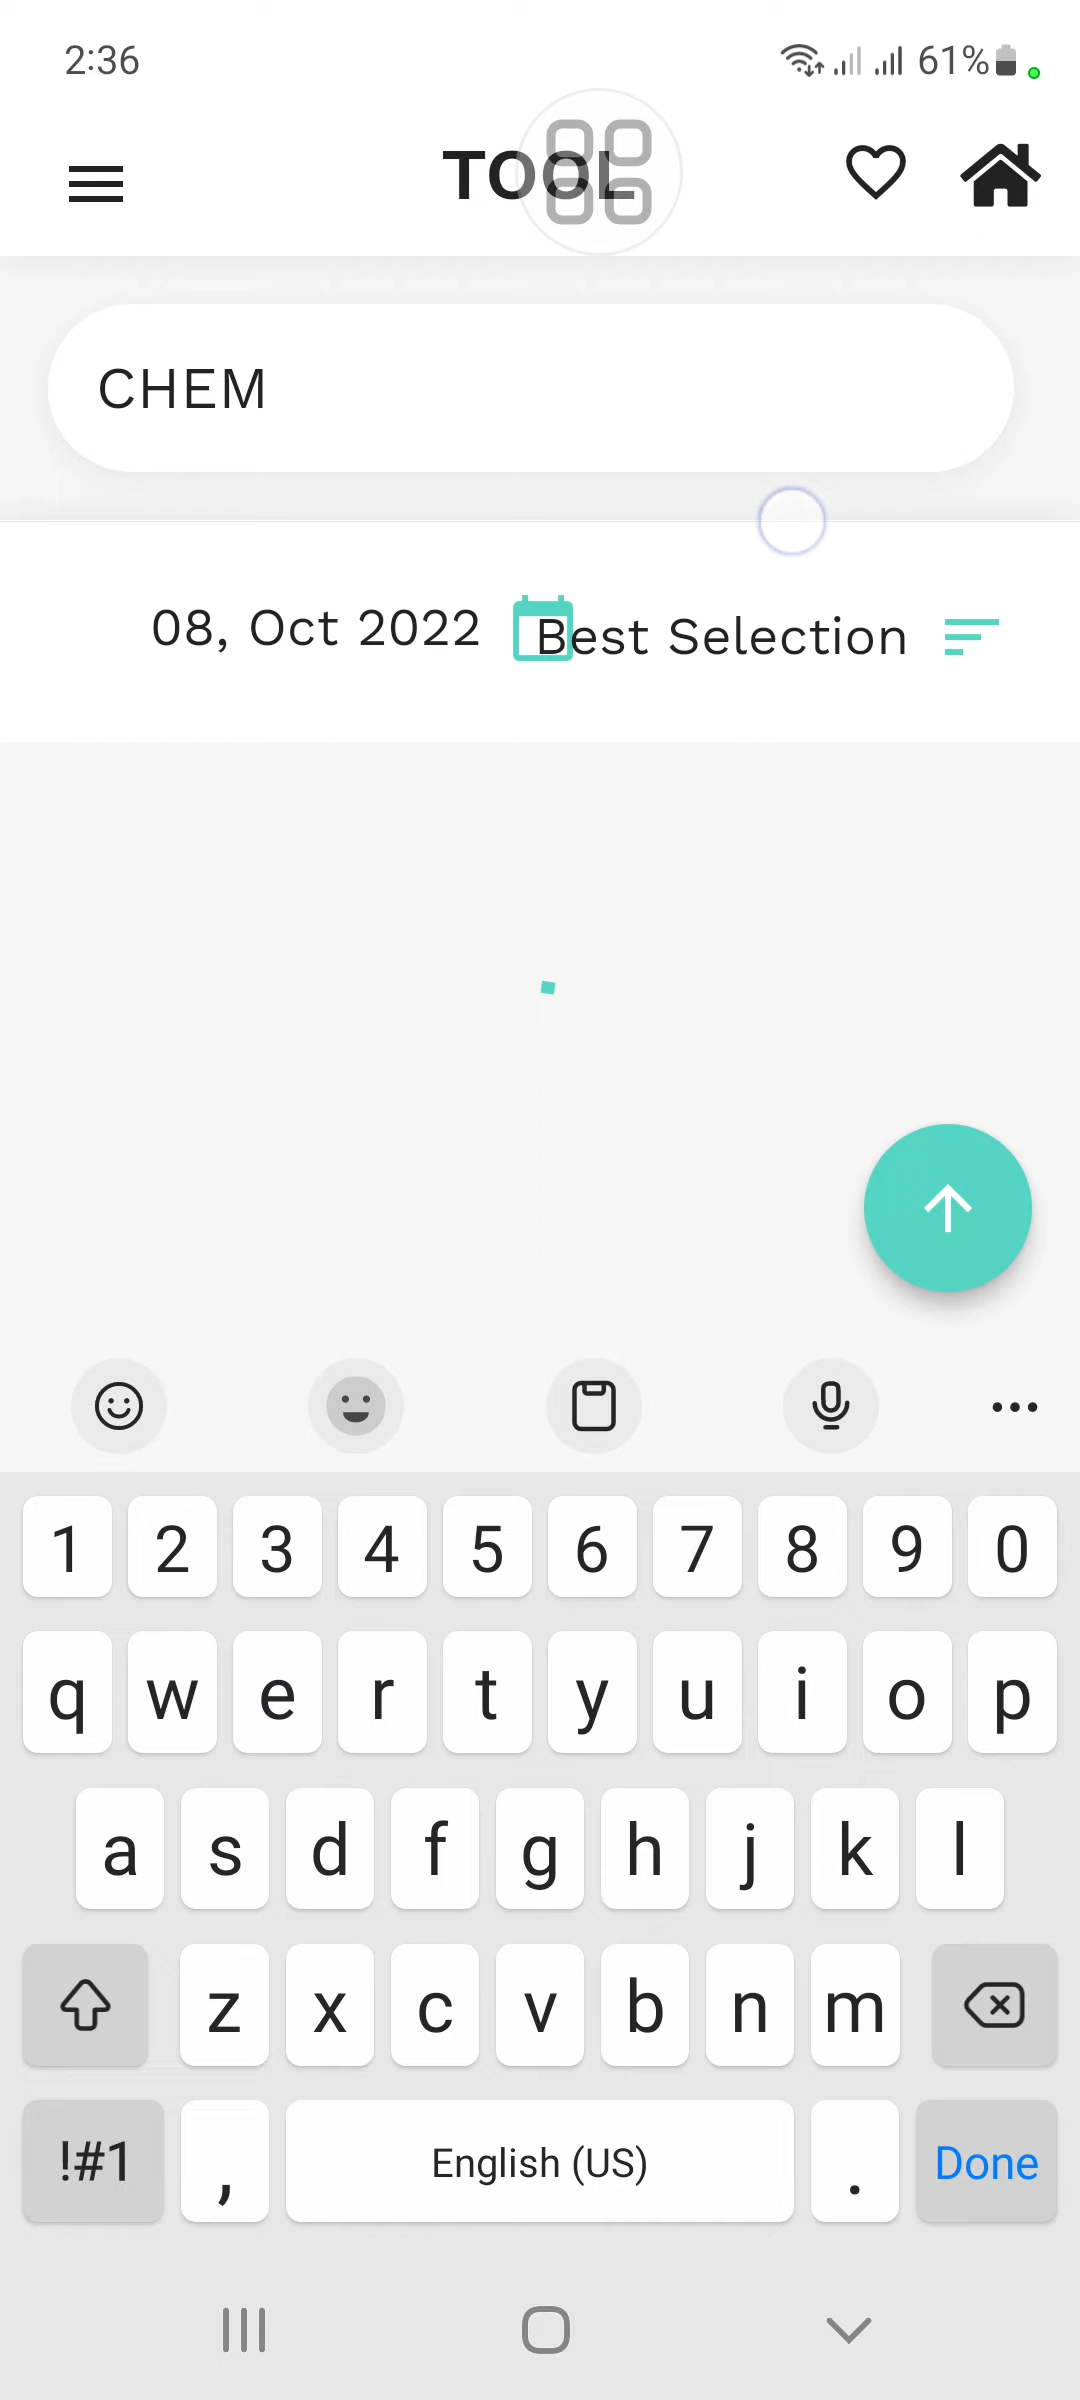 2:36
61%
TOOL
CHEM
08, Oct 2022
Best Selection
1 2 3 4 5 6 7 8 9 0
q w e r t y u i o p
a s d f g h j k l
z x c v b n m
!#1 , English (US) . Done